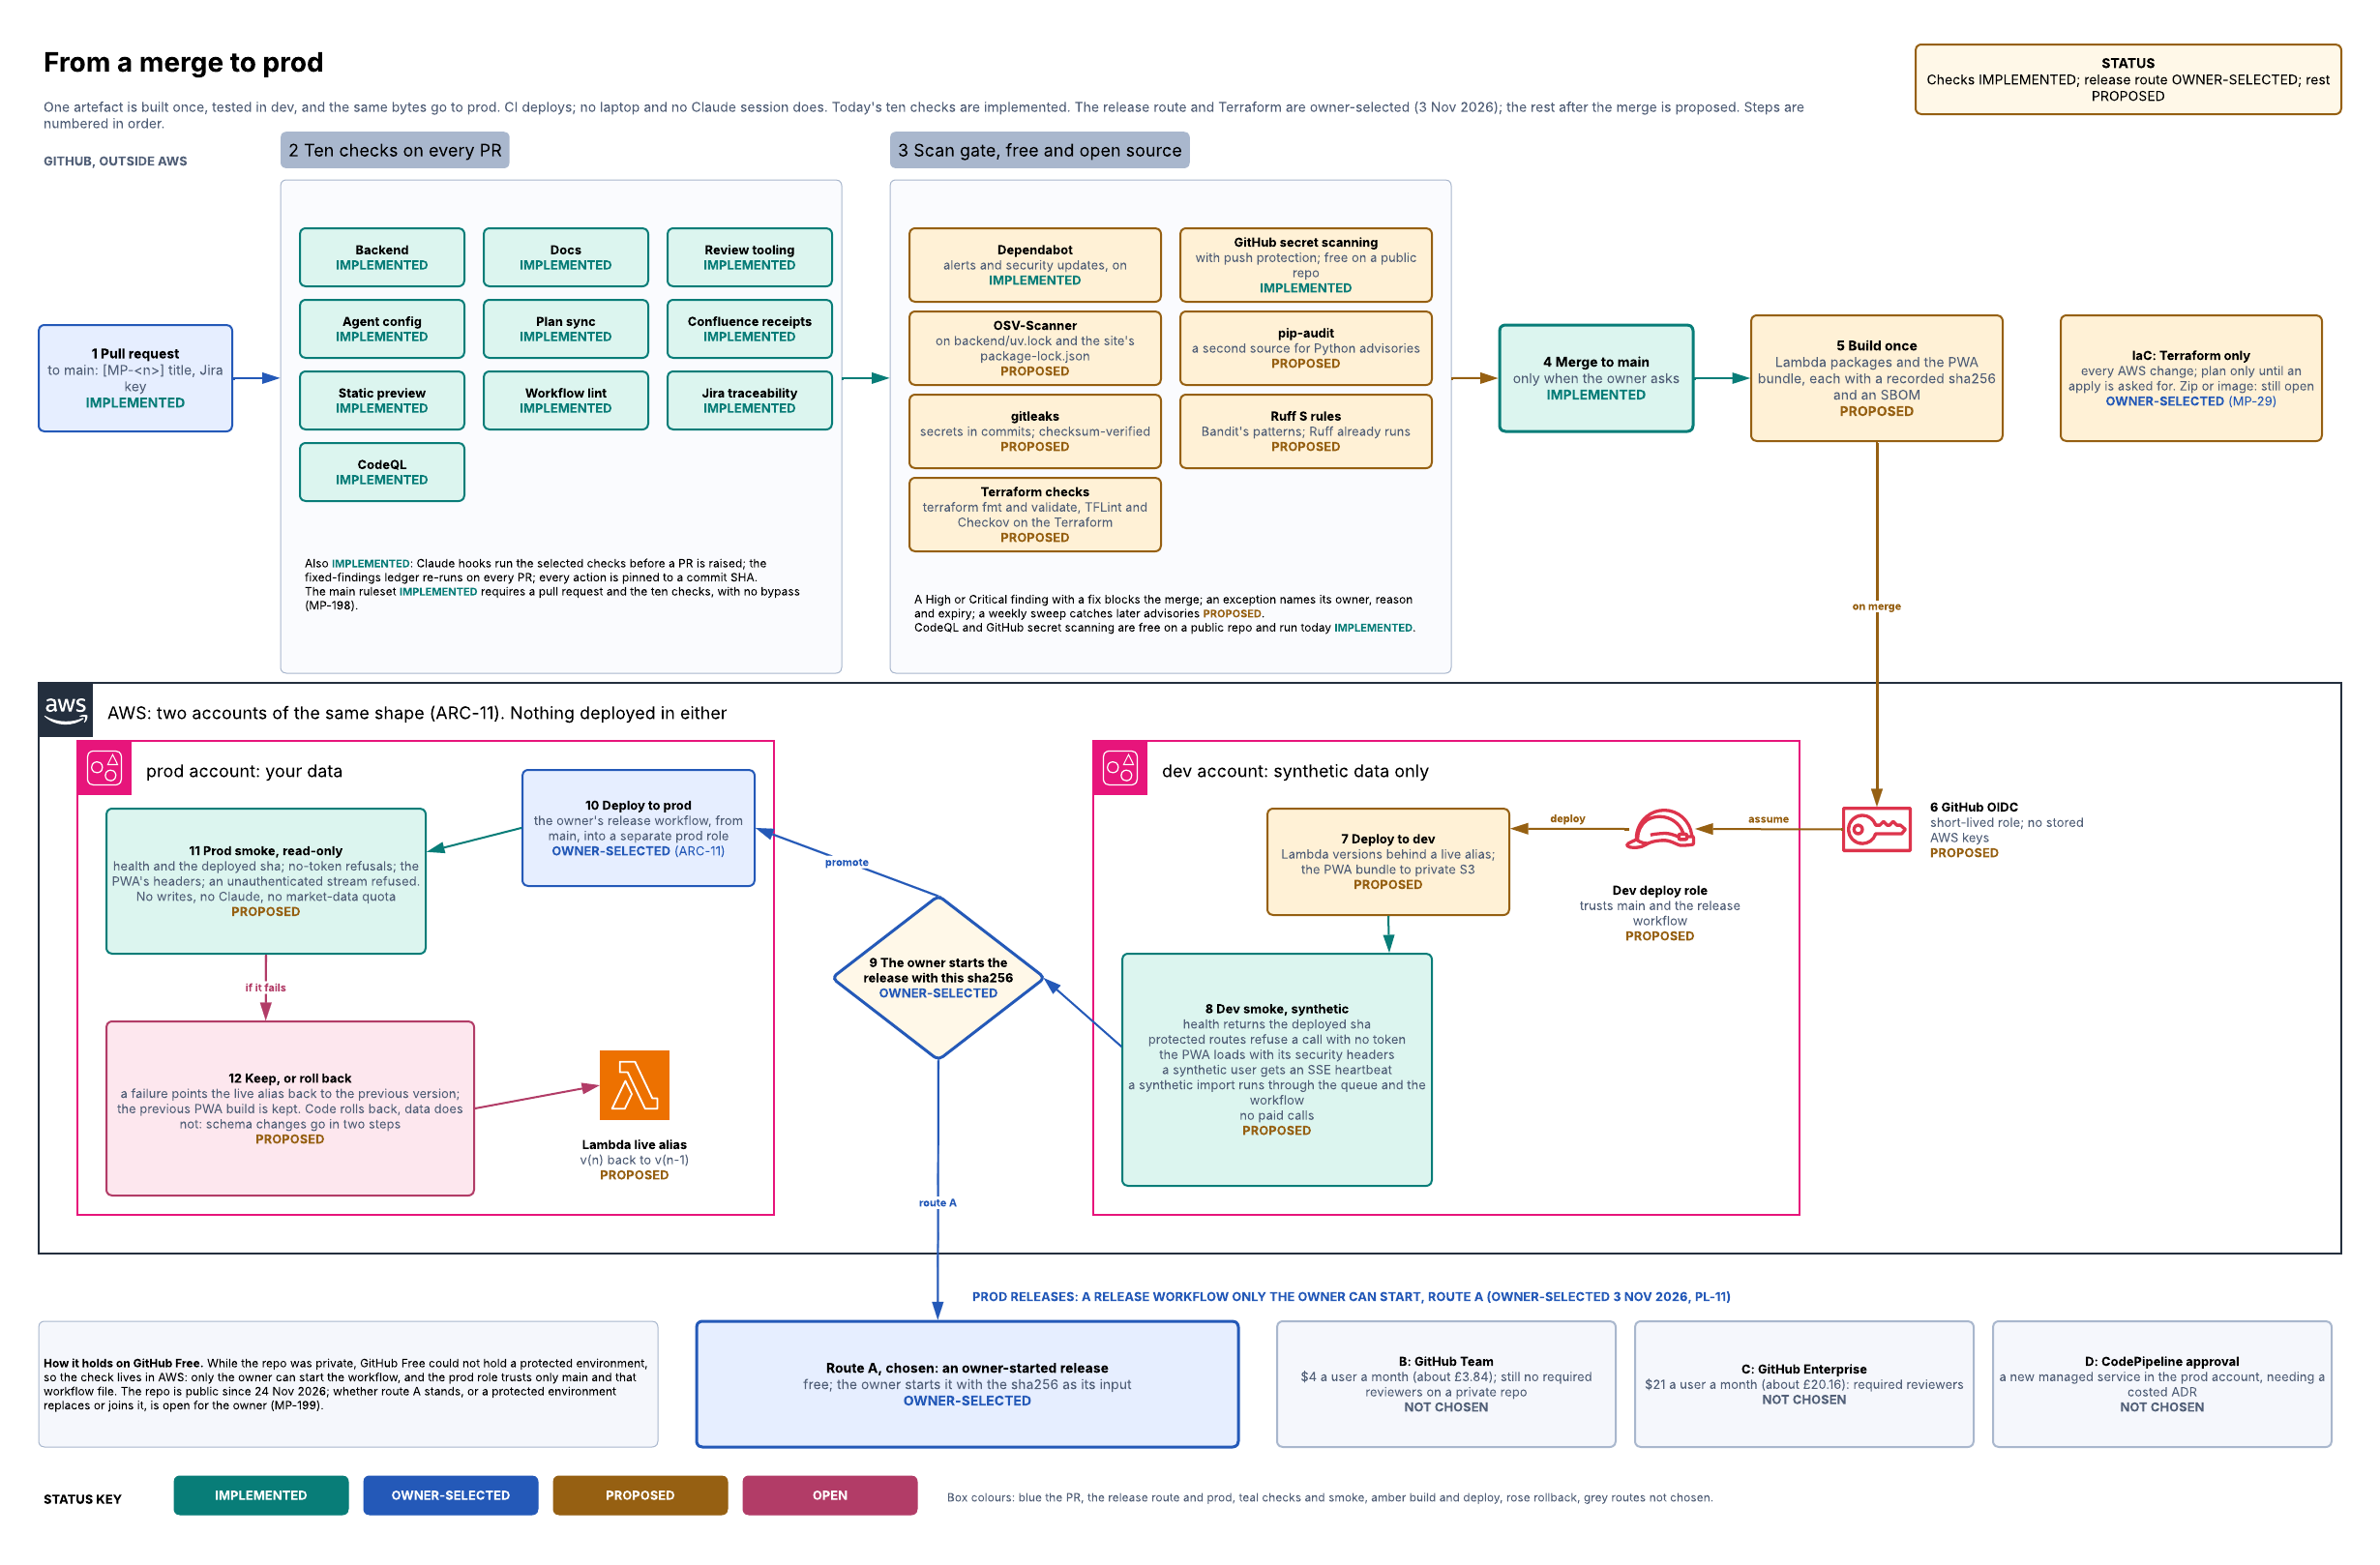 From a merge to prod
STATUS
Checks IMPLEMENTED; release route OWNER-SELECTED; rest
PROPOSED
One artefact is built once, tested in dev, and the same bytes go to prod. CI deploys; no laptop and no Claude session does. Today's ten checks are implemented. The release route and Terraform are owner-selected (3 Nov 2026); the rest after the merge is proposed. Steps are
numbered in order.
GITHUB, OUTSIDE AWS
2 Ten checks on every PR
3 Scan gate, free and open source
1 Pull request
to main: [MP-<n>] title, Jira
key
IMPLEMENTED
Backend
IMPLEMENTED
Docs
IMPLEMENTED
Review tooling
IMPLEMENTED
Agent config
IMPLEMENTED
Plan sync
IMPLEMENTED
Confluence receipts
IMPLEMENTED
Static preview
IMPLEMENTED
Workflow lint
IMPLEMENTED
Jira traceability
IMPLEMENTED
CodeQL
IMPLEMENTED
Also IMPLEMENTED: Claude hooks run the selected checks before a PR is raised; the
fixed-findings ledger re-runs on every PR; every action is pinned to a commit SHA.
The main ruleset IMPLEMENTED requires a pull request and the ten checks, with no bypass
(MP-198).
Dependabot
alerts and security updates, on
IMPLEMENTED
GitHub secret scanning
with push protection; free on a public
repo
IMPLEMENTED
OSV-Scanner
on backend/uv.lock and the site's
package-lock.json
PROPOSED
pip-audit
a second source for Python advisories
PROPOSED
gitleaks
secrets in commits; checksum-verified
PROPOSED
Ruff S rules
Bandit's patterns; Ruff already runs
PROPOSED
Terraform checks
terraform fmt and validate, TFLint and
Checkov on the Terraform
PROPOSED
A High or Critical finding with a fix blocks the merge; an exception names its owner, reason
and expiry; a weekly sweep catches later advisories PROPOSED.
CodeQL and GitHub secret scanning are free on a public repo and run today IMPLEMENTED.
4 Merge to main
only when the owner asks
IMPLEMENTED
5 Build once
Lambda packages and the PWA
bundle, each with a recorded sha256
and an SBOM
PROPOSED
IaC: Terraform only
every AWS change; plan only until an
apply is asked for. Zip or image: still open
OWNER-SELECTED (MP-29)
on merge
aws
AWS: two accounts of the same shape (ARC-11). Nothing deployed in either
prod account: your data
10 Deploy to prod
the owner's release workflow, from
main, into a separate prod role
OWNER-SELECTED (ARC-11)
11 Prod smoke, read-only
health and the deployed sha; no-token refusals; the
PWA's headers; an unauthenticated stream refused.
No writes, no Claude, no market-data quota
PROPOSED
if it fails
12 Keep, or roll back
a failure points the live alias back to the previous version;
the previous PWA build is kept. Code rolls back, data does
not: schema changes go in two steps
PROPOSED
Lambda live alias
v(n) back to v(n-1)
PROPOSED
promote
9 The owner starts the
release with this sha256
OWNER-SELECTED
route A
dev account: synthetic data only
7 Deploy to dev
Lambda versions behind a live alias;
the PWA bundle to private S3
PROPOSED
deploy
assume
Dev deploy role
trusts main and the release
workflow
PROPOSED
6 GitHub OIDC
short-lived role; no stored
AWS keys
PROPOSED
8 Dev smoke, synthetic
health returns the deployed sha
protected routes refuse a call with no token
the PWA loads with its security headers
a synthetic user gets an SSE heartbeat
a synthetic import runs through the queue and the
workflow
no paid calls
PROPOSED
PROD RELEASES: A RELEASE WORKFLOW ONLY THE OWNER CAN START, ROUTE A (OWNER-SELECTED 3 NOV 2026, PL-11)
How it holds on GitHub Free. While the repo was private, GitHub Free could not hold a protected environment,
so the check lives in AWS: only the owner can start the workflow, and the prod role trusts only main and that
workflow file. The repo is public since 24 Nov 2026; whether route A stands, or a protected environment
replaces or joins it, is open for the owner (MP-199).
Route A, chosen: an owner-started release
free; the owner starts it with the sha256 as its input
OWNER-SELECTED
B: GitHub Team
$4 a user a month (about £3.84); still no required
reviewers on a private repo
NOT CHOSEN
C: GitHub Enterprise
$21 a user a month (about £20.16): required reviewers
NOT CHOSEN
D: CodePipeline approval
a new managed service in the prod account, needing a
costed ADR
NOT CHOSEN
STATUS KEY
IMPLEMENTED
OWNER-SELECTED
PROPOSED
OPEN
Box colours: blue the PR, the release route and prod, teal checks and smoke, amber build and deploy, rose rollback, grey routes not chosen.